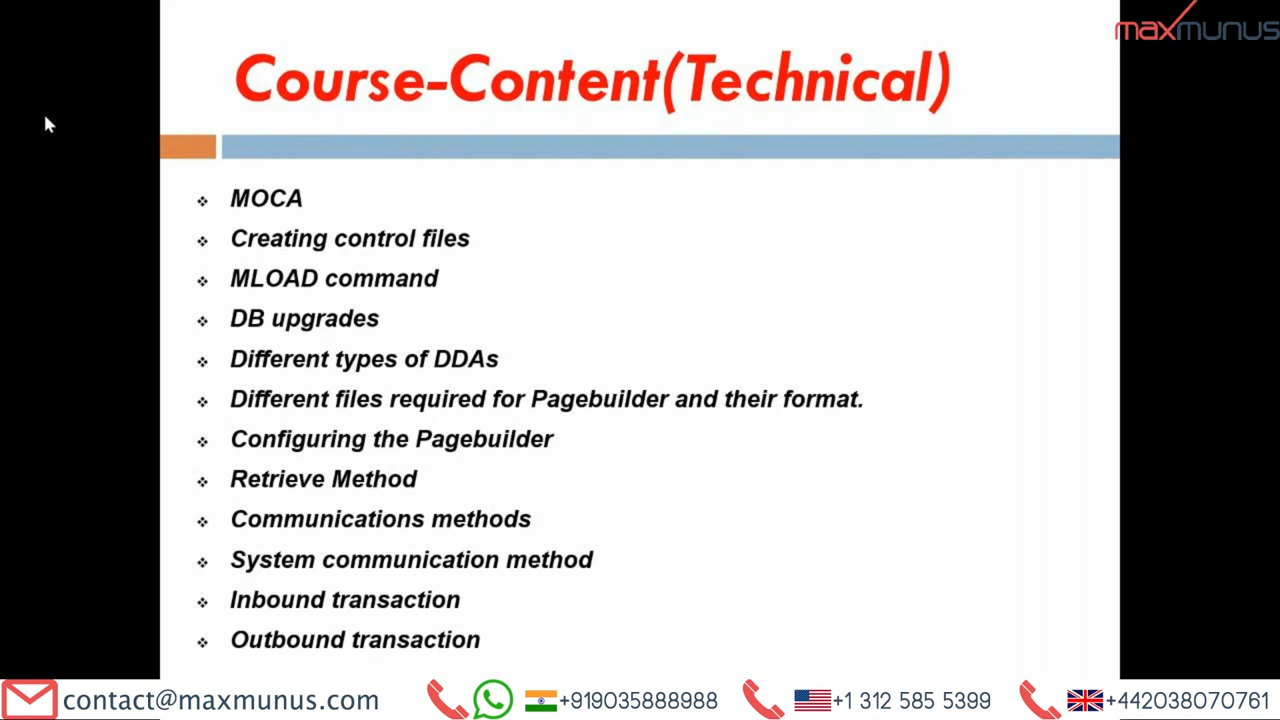 maxmunus
Course-Content(Technical)
MOCA
Creating control files
MLOAD command
DB upgrades
Different types of DDAs
Different files required for Pagebuilder and their format.
Configuring the Pagebuilder
Retrieve Method
Communications methods
System communication method
Inbound transaction
Outbound transaction
contact@maxmunus.com +919035888988 +1 312 585 5399 +442038070761